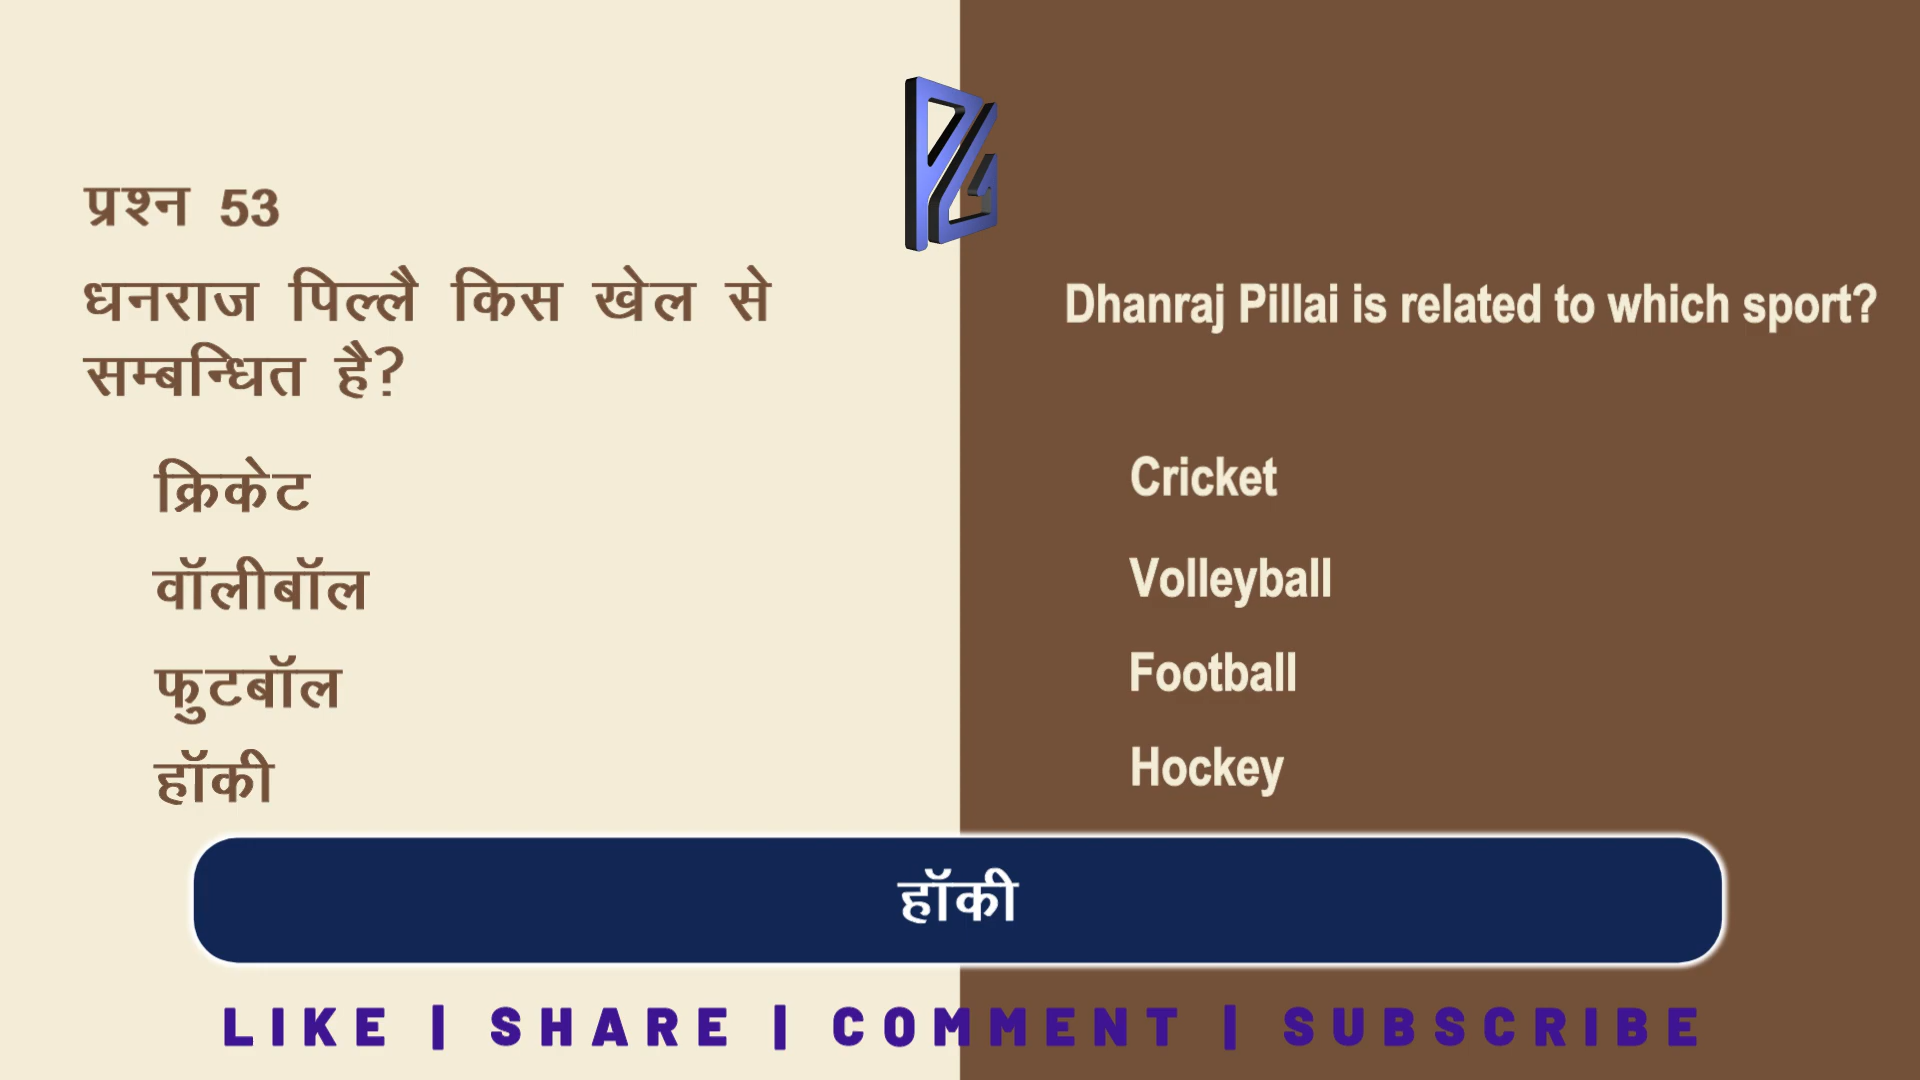 प्रश्न 53
धनराज पिल्लै किस खेल से
सम्बन्धित है?
क्रिकेट
वॉलीबॉल
फुटबॉल
हॉकी
Dhanraj Pillai is related to which sport?
Cricket
Volleyball
Football
Hockey
हॉकी
LIKE | SHARE | COMMENT | SUBSCRIBE